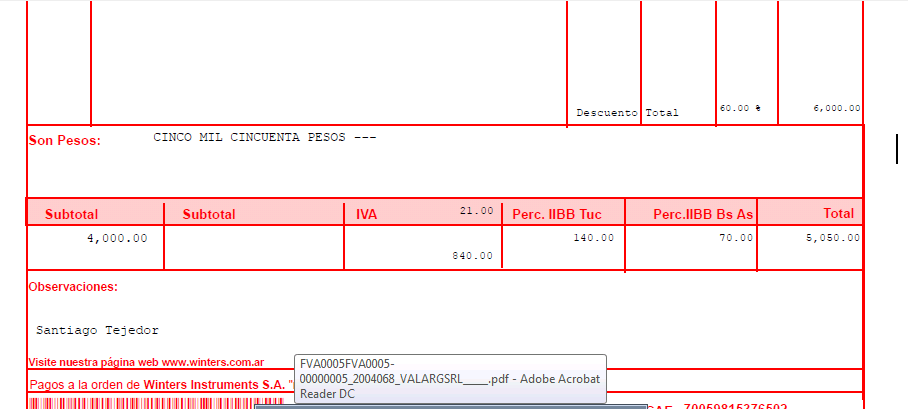 Descuento Total 60.00 % 6,000.00
Son Pesos: CINCO MIL CINCUENTA PESOS ---
Subtotal Subtotal IVA 21.00 Perc. IIBB Tuc Perc.IIBB Bs As Total
4,000.00 840.00 140.00 70.00 5,050.00
Observaciones:
Santiago Tejedor
Visite nuestra página web www.winters.com.ar
FVA0005FVA0005-
00000005_2004068_VALARGSRL____.pdf - Adobe Acrobat
Reader DC
Pagos a la orden de Winters Instruments S.A. "